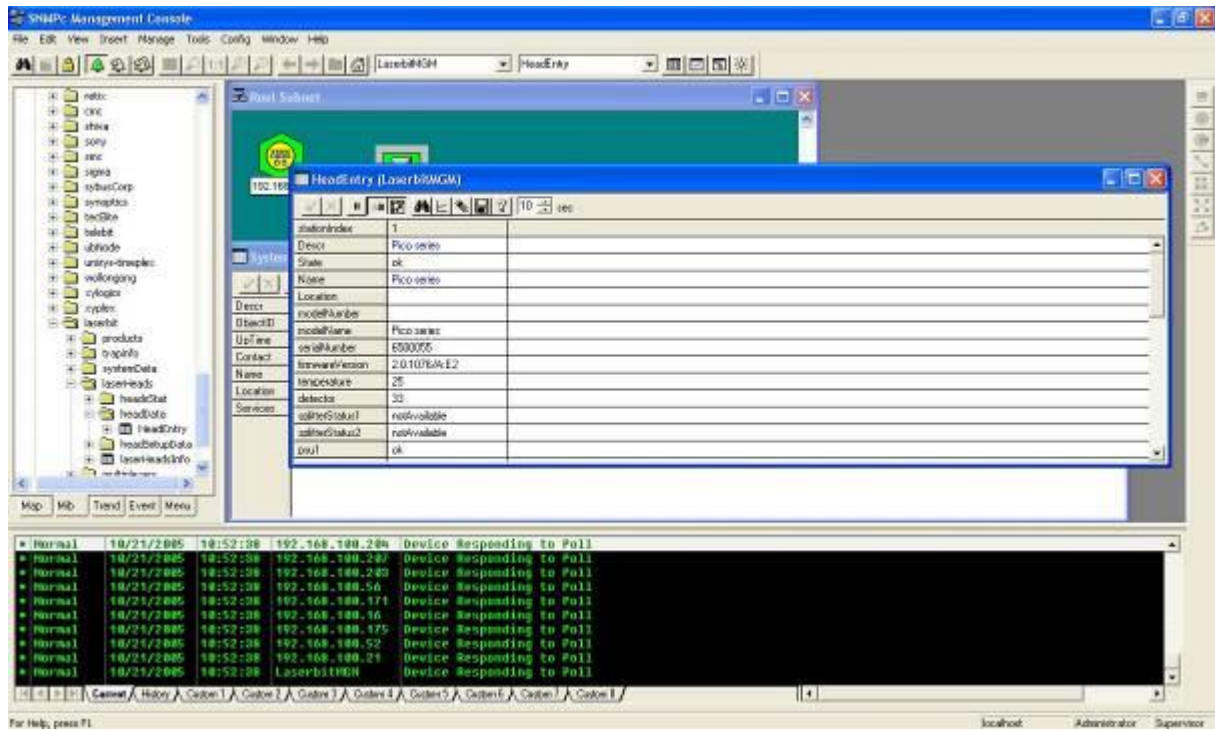 SNMPc Management Console
File Edit View Insert Manage Tools Config Window Help
LaserbitMGM HeadEntry
netix
cmc
shiva
sony
smc
sigma
sytusCorp
synoptics
tecElite
telebit
ubNode
unisys-timeplex
wollongong
xylogics
xyplex
laserbit
products
trapinfo
systemData
laserHeads
headsStat
headData
HeadEntry
headSetupData
laserHeadsInfo
Map Mib Trend Event Menu
Root Subnet
192.168
System
Descr
ObjectID
UpTime
Contact
Name
Location
Services
HeadEntry (LaserbitMGM)
10 sec
stationIndex 1
Descr Pico series
State ok
Name Pico series
Location
modelNumber
modelName Pico series
serialNumber 6500055
firmwareVersion 2.0.1076/A:E2
temperature 25
detector 33
splitterStatus1 notAvailable
splitterStatus2 notAvailable
psu1 ok
Normal 10/21/2005 10:52:38 192.168.100.204 Device Responding to Poll
Normal 10/21/2005 10:52:38 192.168.100.207 Device Responding to Poll
Normal 10/21/2005 10:52:38 192.168.100.203 Device Responding to Poll
Normal 10/21/2005 10:52:38 192.168.100.56 Device Responding to Poll
Normal 10/21/2005 10:52:38 192.168.100.171 Device Responding to Poll
Normal 10/21/2005 10:52:38 192.168.100.16 Device Responding to Poll
Normal 10/21/2005 10:52:38 192.168.100.175 Device Responding to Poll
Normal 10/21/2005 10:52:38 192.168.100.52 Device Responding to Poll
Normal 10/21/2005 10:52:38 192.168.100.21 Device Responding to Poll
Normal 10/21/2005 10:52:38 LaserbitMGM Device Responding to Poll
Current History Custom 1 Custom 2 Custom 3 Custom 4 Custom 5 Custom 6 Custom 7 Custom 8
For Help, press F1 localhost Administrator Supervisor